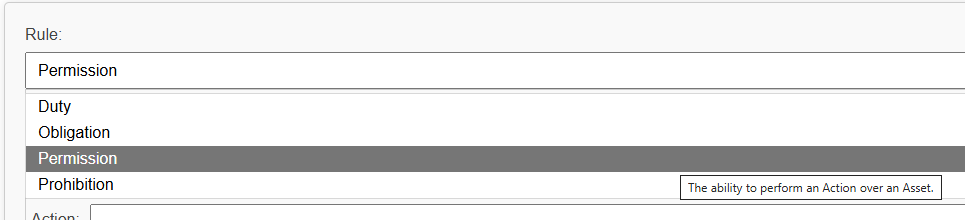 Rule:
Permission
Duty
Obligation
Permission
Prohibition
The ability to perform an Action over an Asset.
Action: